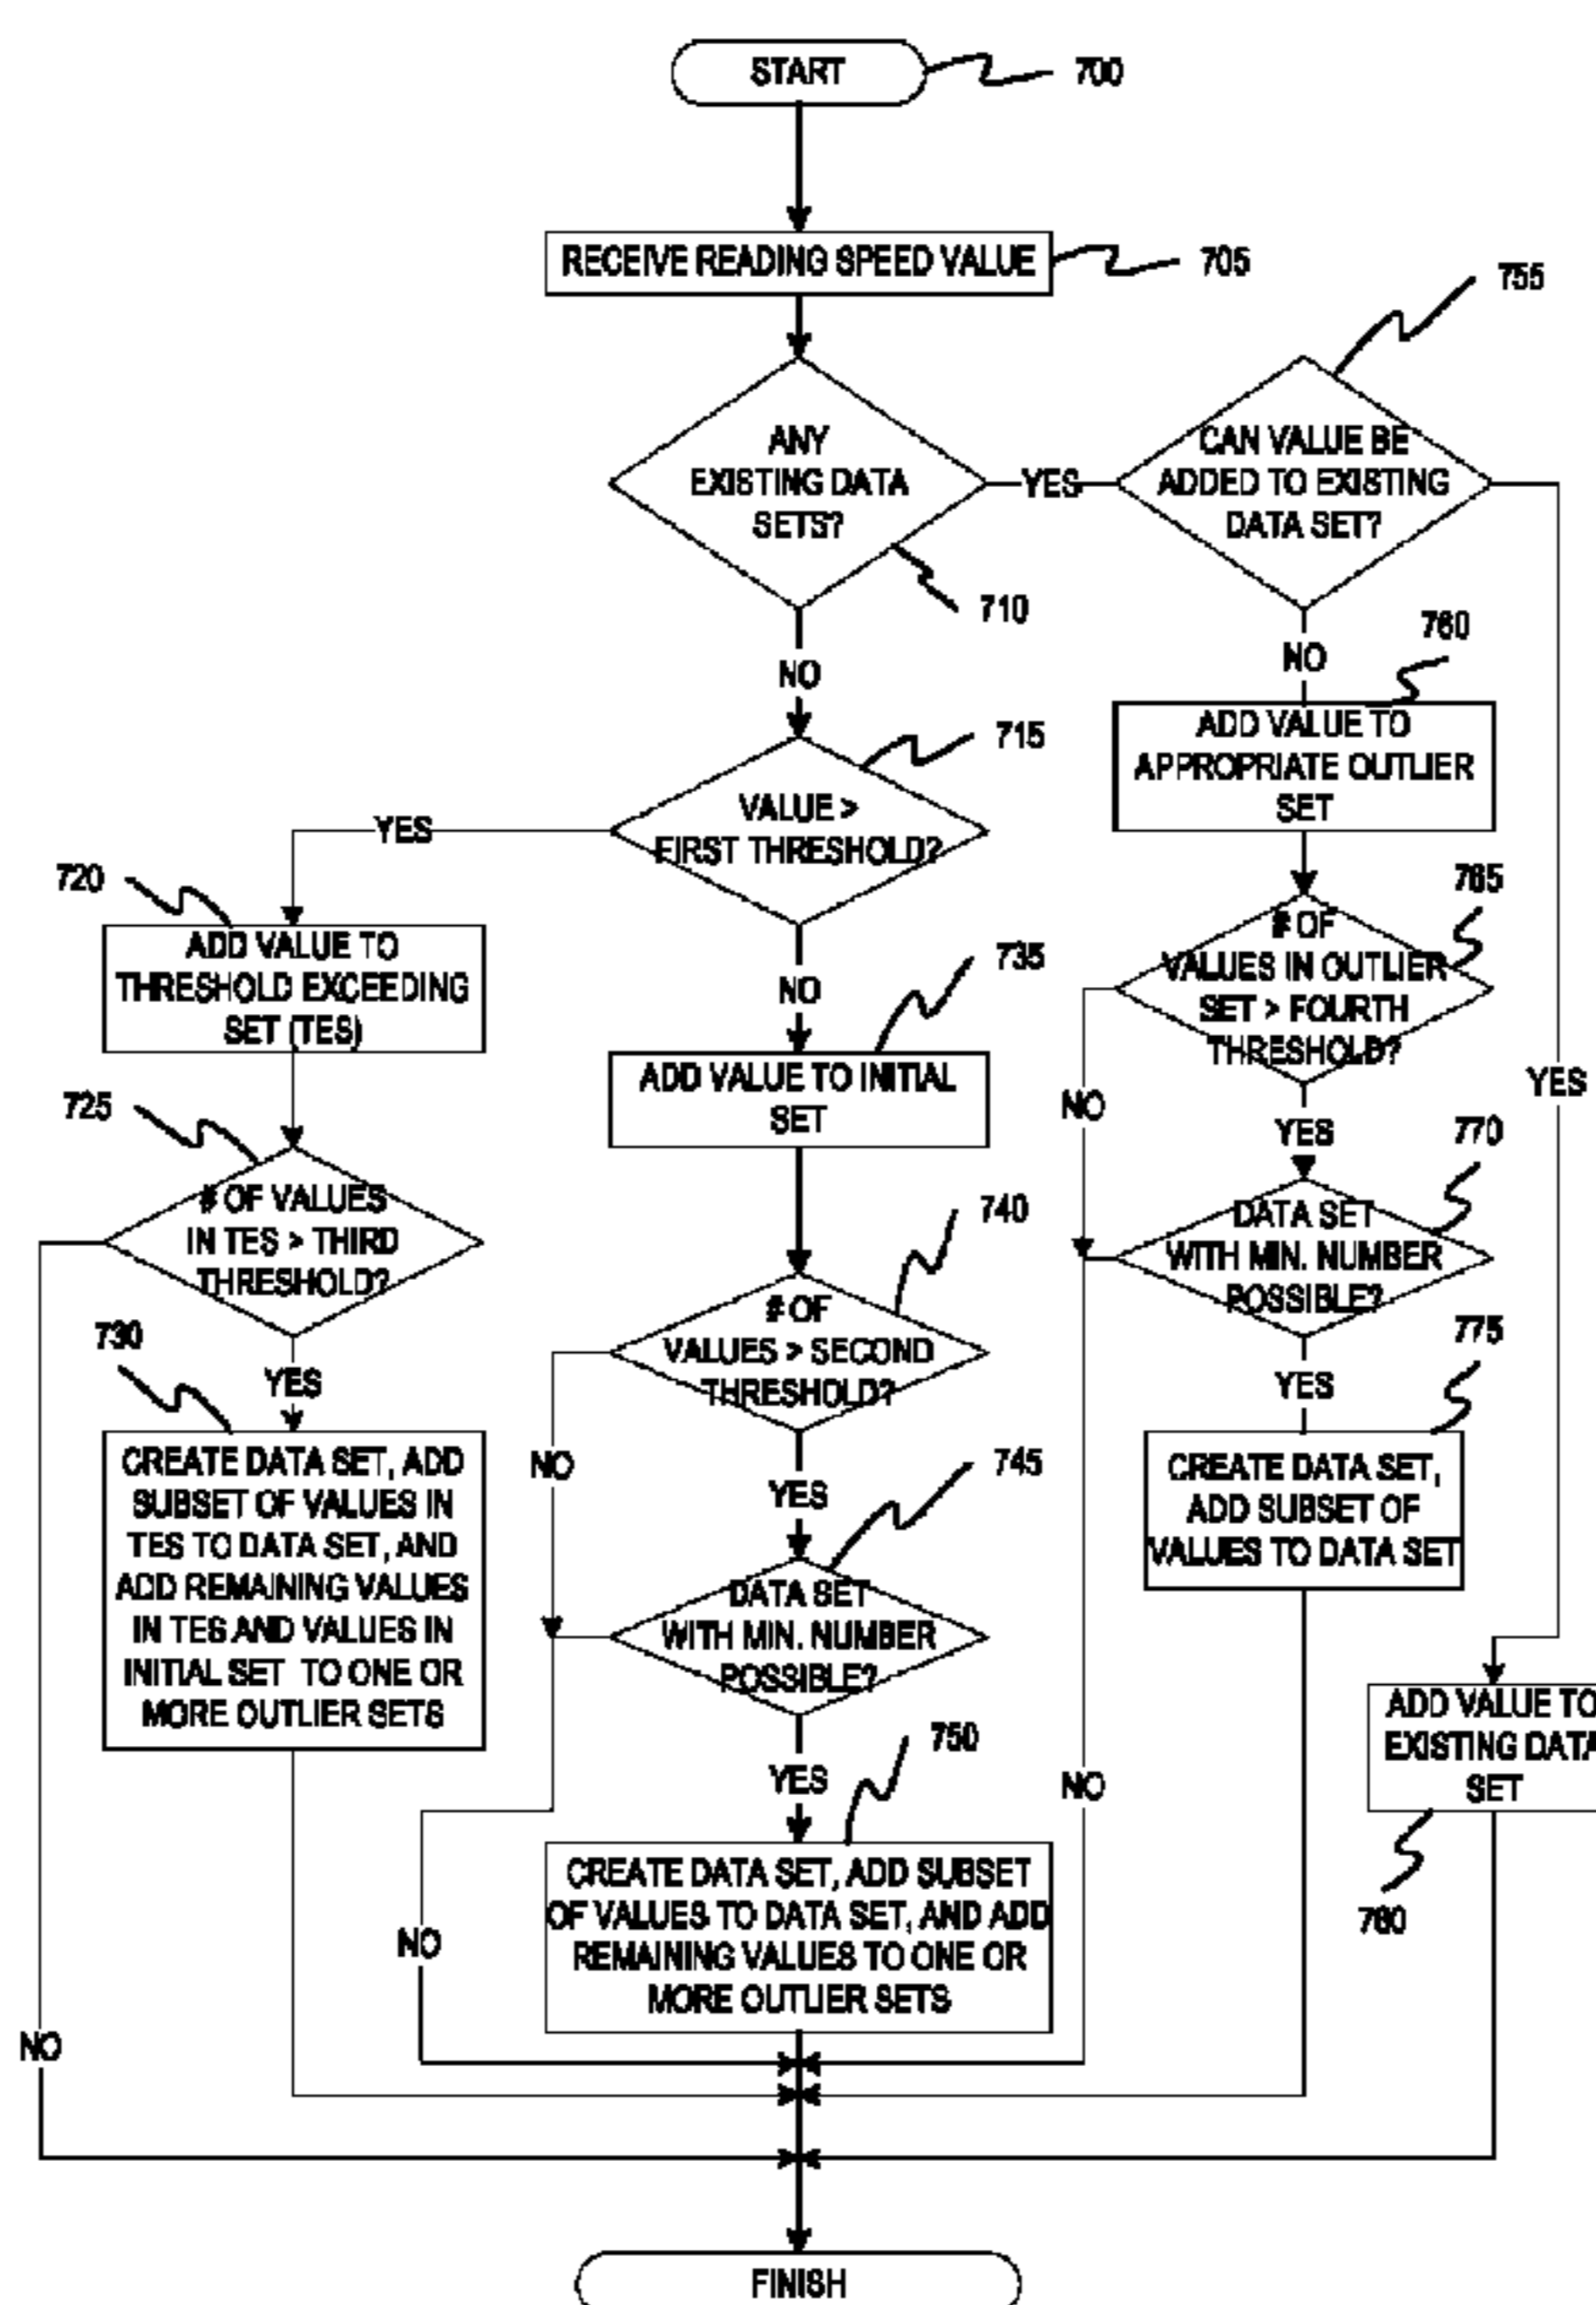 START
700
RECEIVE READING SPEED VALUE
705
755
ANY
EXISTING DATA
SETS?
YES
CAN VALUE BE
ADDED TO EXISTING
DATA SET?
710
NO
NO
760
715
VALUE >
FIRST THRESHOLD?
YES
ADD VALUE TO
APPROPRIATE OUTLIER
SET
720
ADD VALUE TO
THRESHOLD EXCEEDING
SET (TES)
NO
735
765
# OF
VALUES IN OUTLIER
SET > FOURTH
THRESHOLD?
ADD VALUE TO INITIAL
SET
NO
YES
YES
725
# OF VALUES
IN TES > THIRD
THRESHOLD?
740
770
DATA SET
WITH MIN. NUMBER
POSSIBLE?
# OF
VALUES > SECOND
THRESHOLD?
730
YES
YES
775
CREATE DATA SET, ADD
SUBSET OF VALUES IN
TES TO DATA SET, AND
ADD REMAINING VALUES
IN TES AND VALUES IN
INITIAL SET TO ONE OR
MORE OUTLIER SETS
NO
YES
745
CREATE DATA SET,
ADD SUBSET OF
VALUES TO DATA SET
DATA SET
WITH MIN. NUMBER
POSSIBLE?
YES
750
NO
ADD VALUE TO
EXISTING DATA
SET
780
CREATE DATA SET, ADD SUBSET
OF VALUES TO DATA SET, AND ADD
REMAINING VALUES TO ONE OR
MORE OUTLIER SETS
NO
NO
FINISH